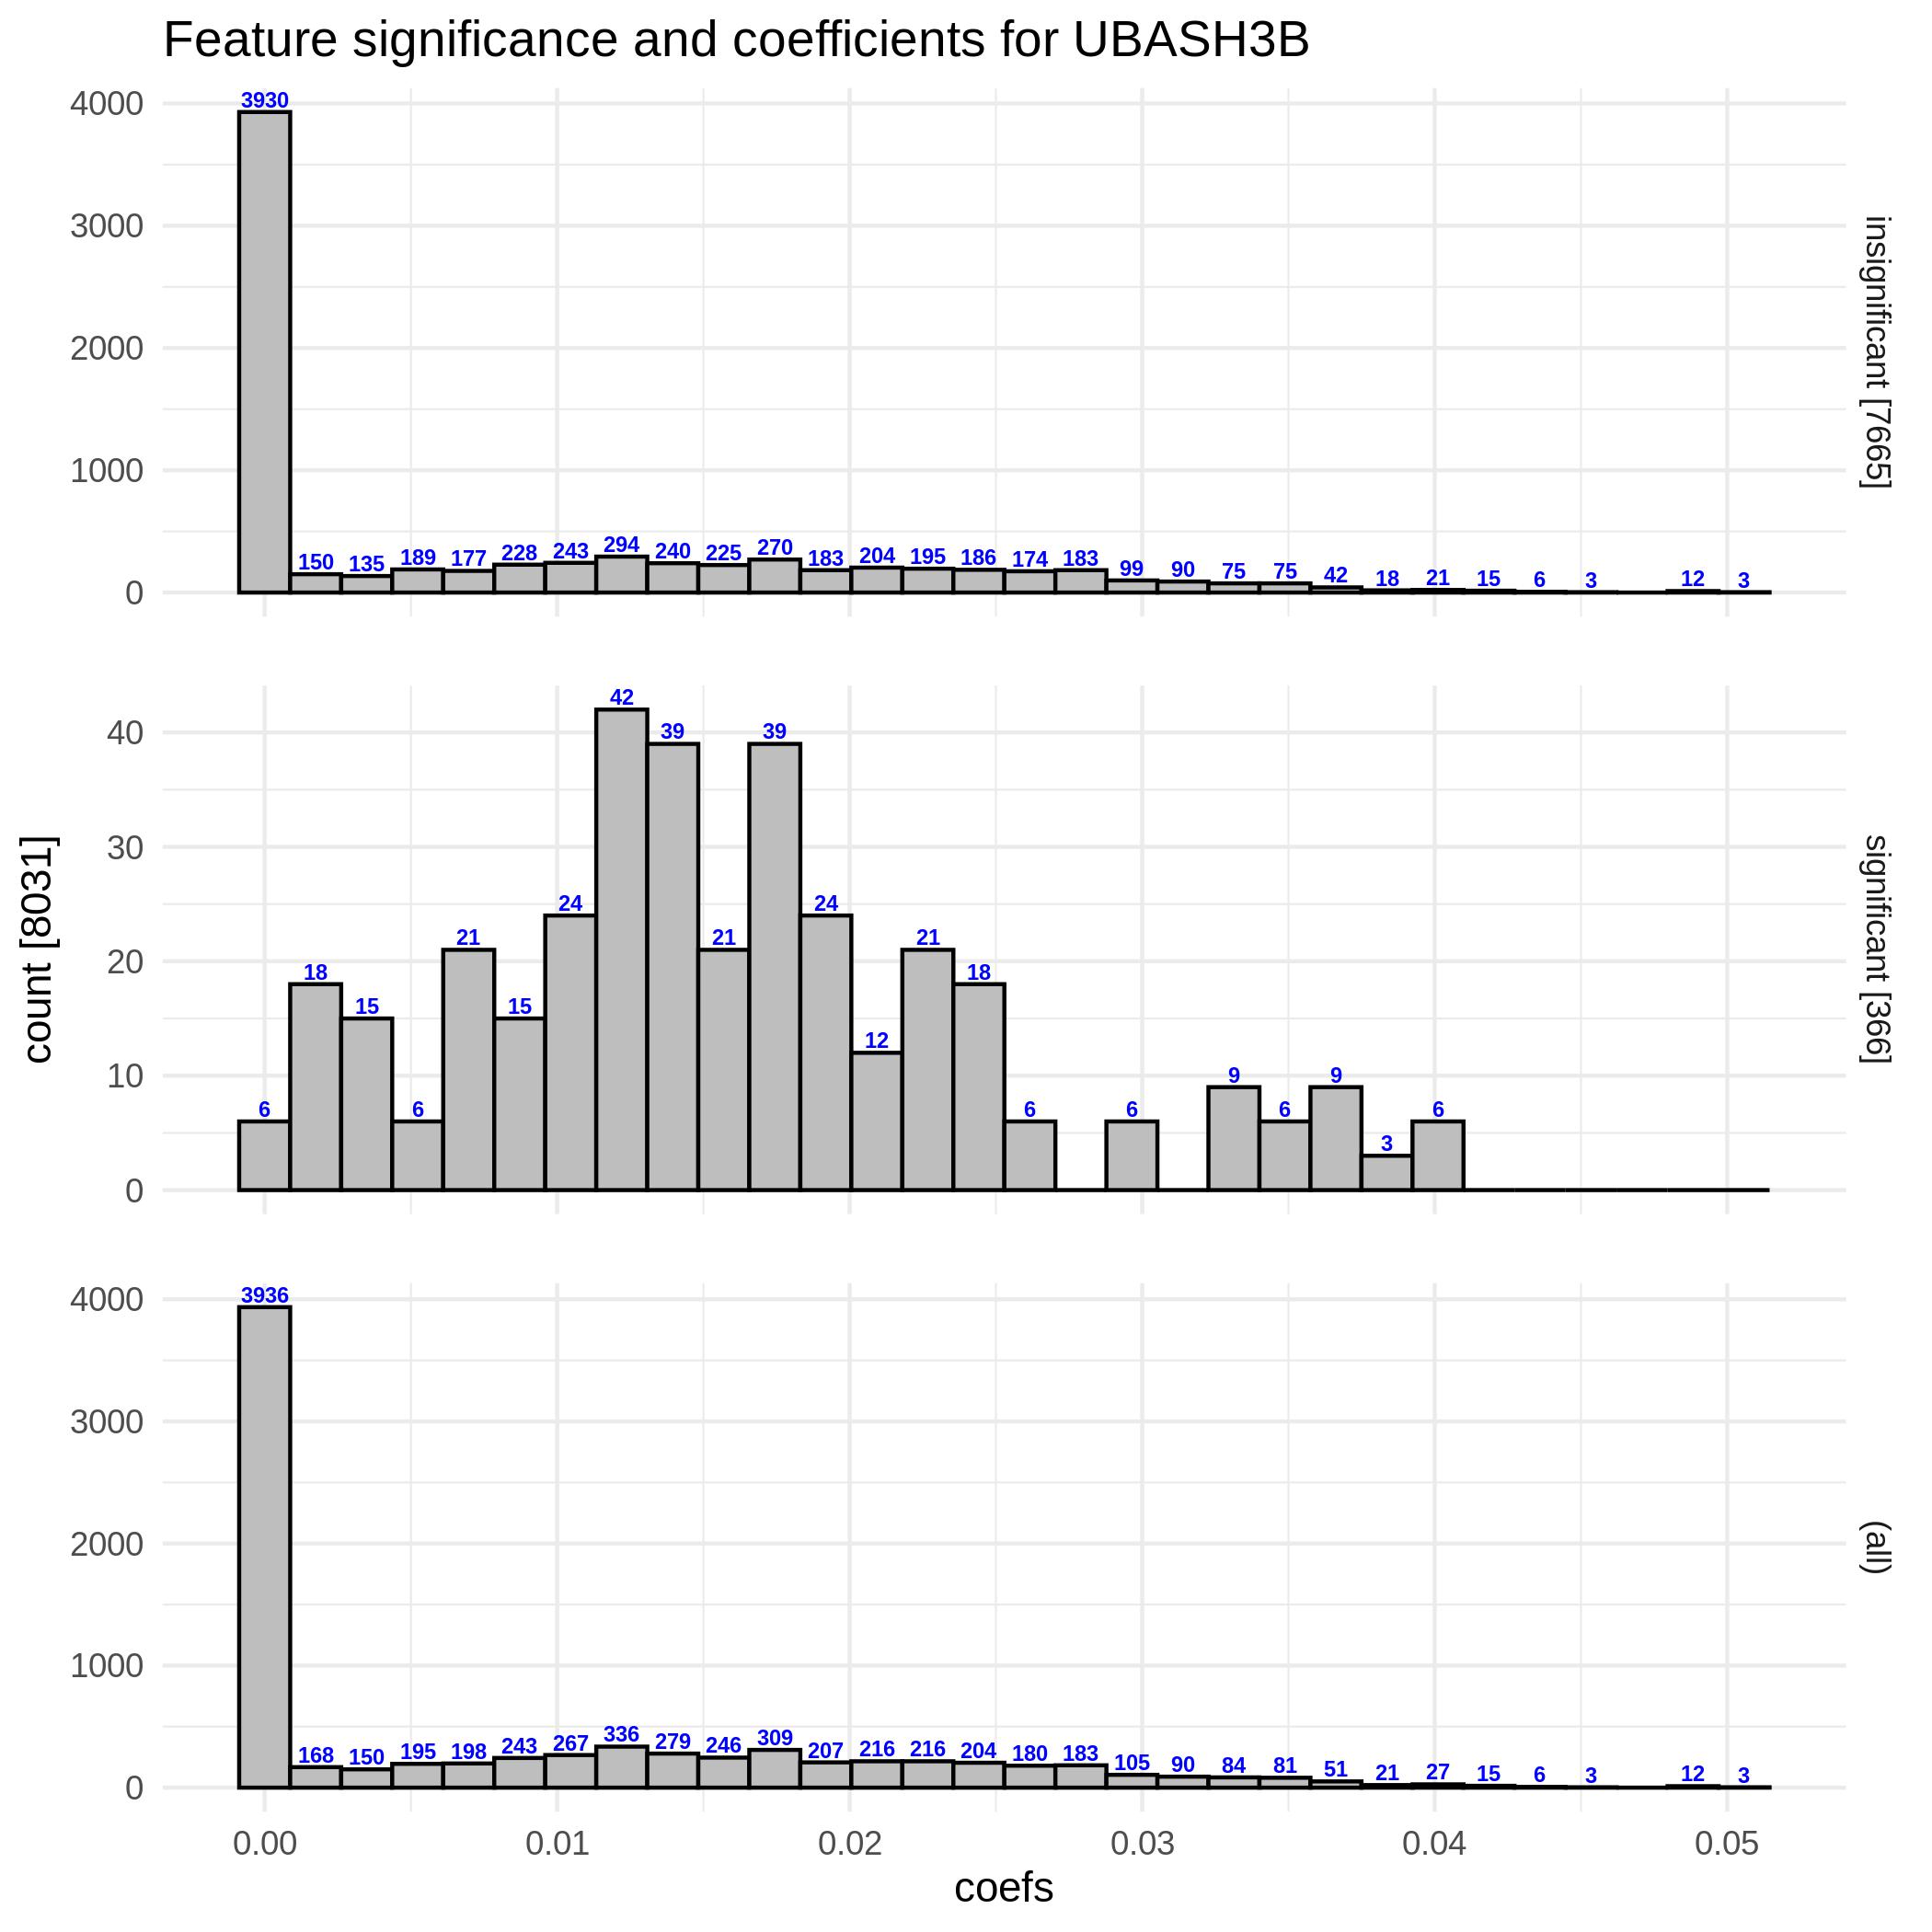 Feature significance and coefficients for UBASH3B
4000
3000
2000
1000
0
3930 150 135 189 177 228 243 294 240 225 270 183 204 195 186 174 183 99 90 75 75 42 18 21 15 6 3 12 3
insignificant [7665]
count [8031]
40
30
20
10
0
6 18 15 6 21 15 24 42 39 21 39 24 12 21 18 6 6 9 6 9 3 6
significant [366]
4000
3000
2000
1000
0
3936 168 150 195 198 243 267 336 279 246 309 207 216 216 204 180 183 105 90 84 81 51 21 27 15 6 3 12 3
(all)
0.00 0.01 0.02 0.03 0.04 0.05
coefs